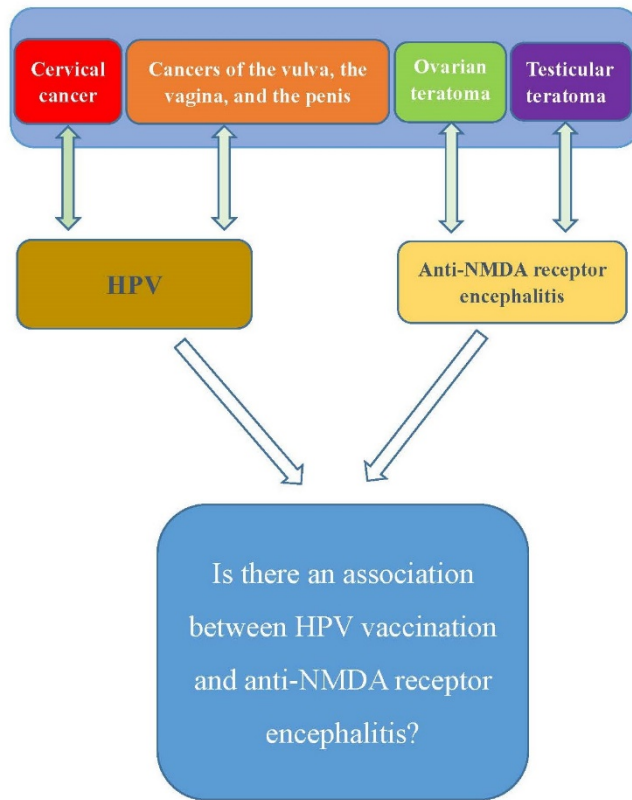 Cervical
cancer
Cancers of the vulva, the
vagina, and the penis
Ovarian
teratoma
Testicular
teratoma
HPV
Anti-NMDA receptor
encephalitis
Is there an association
between HPV vaccination
and anti-NMDA receptor
encephalitis?